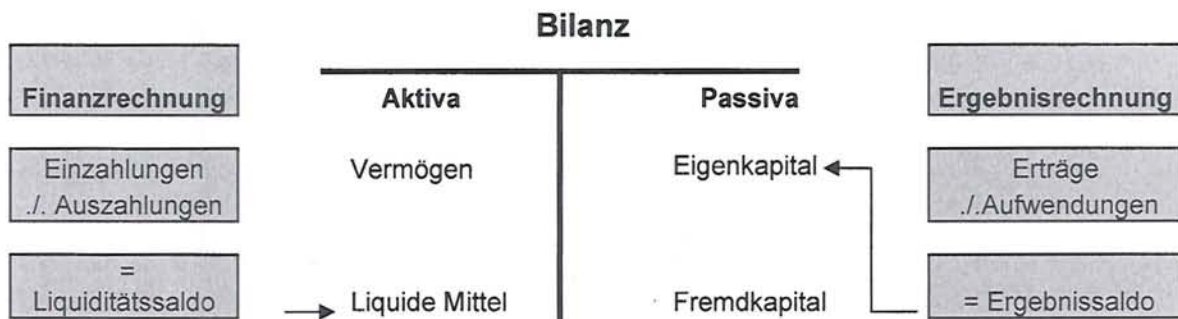 Bilanz
Finanzrechnung
Aktiva
Passiva
Ergebnisrechnung
Einzahlungen
./. Auszahlungen
Vermögen
Eigenkapital
Erträge
./.Aufwendungen
=
Liquiditätssaldo
Liquide Mittel
Fremdkapital
= Ergebnissaldo